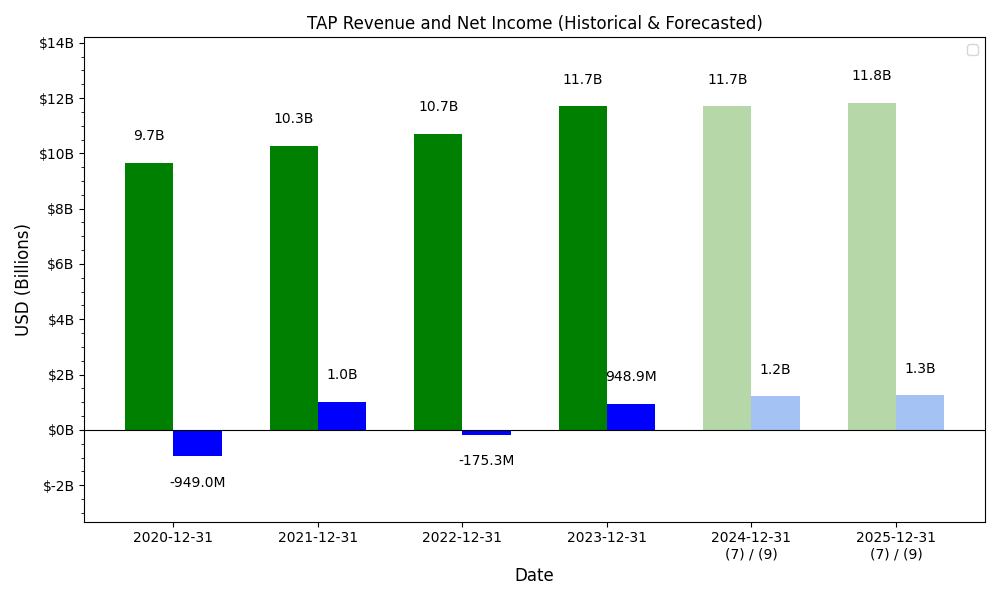 TAP Revenue and Net Income (Historical & Forecasted)
$14B
$12B
$10B
$8B
$6B
$4B
$2B
$0B
$-2B
USD (Billions)
9.7B
10.3B
10.7B
11.7B
11.7B
11.8B
-949.0M
1.0B
-175.3M
948.9M
1.2B
1.3B
2020-12-31
2021-12-31
2022-12-31
2023-12-31
2024-12-31
(7) / (9)
2025-12-31
(7) / (9)
Date